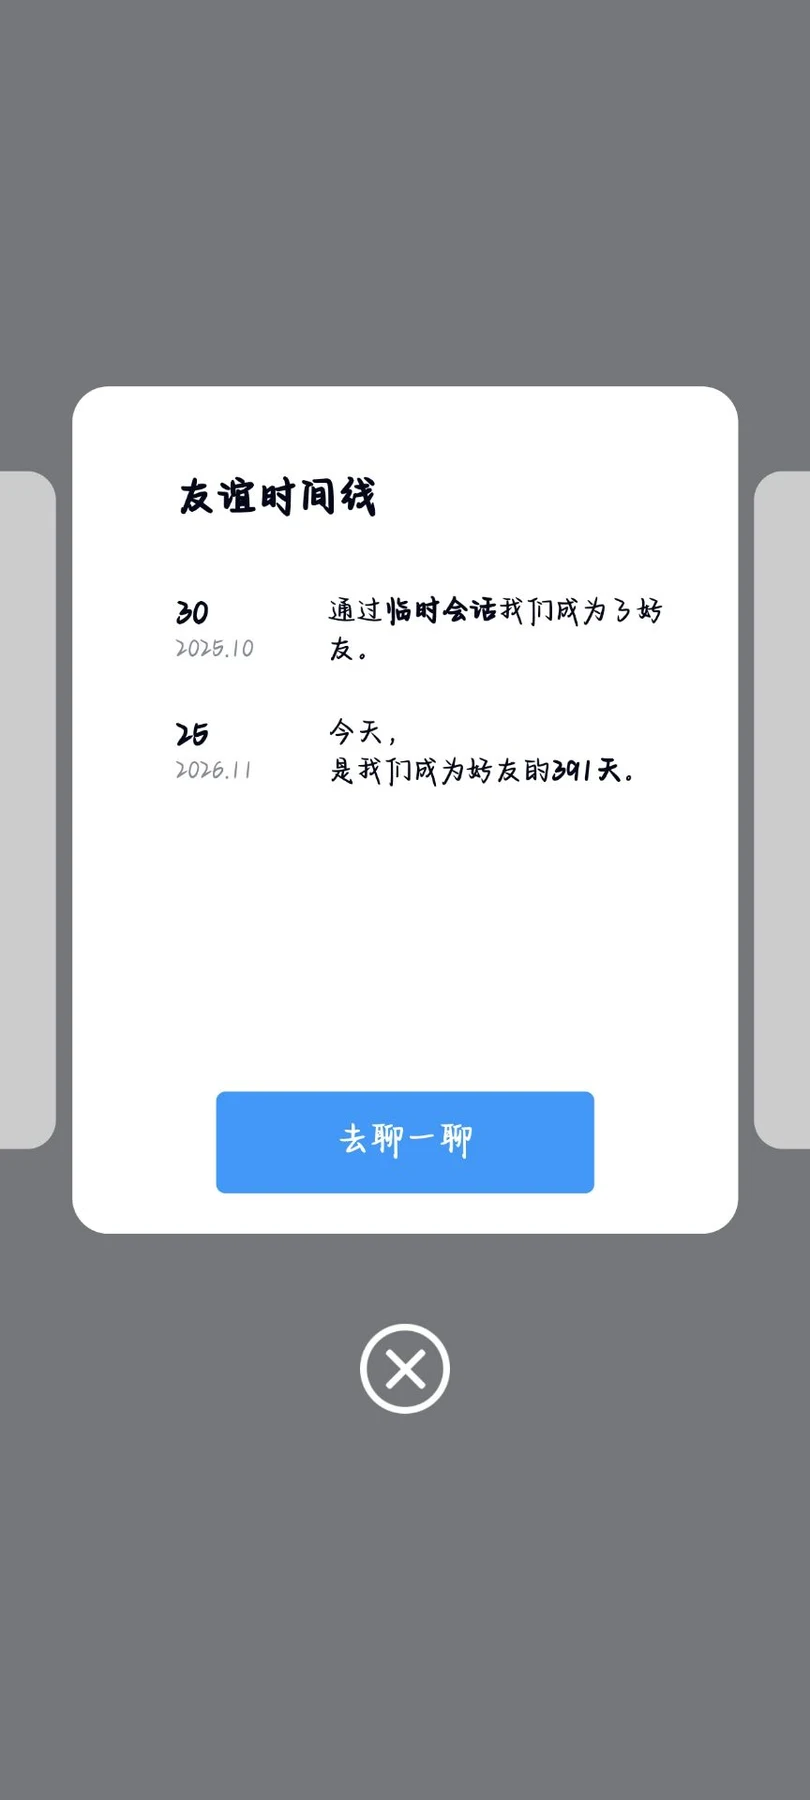 友谊时间线
30
2025.10
通过临时会话我们成为了好
友。
25
2026.11
今天，
是我们成为好友的391天。
去聊一聊